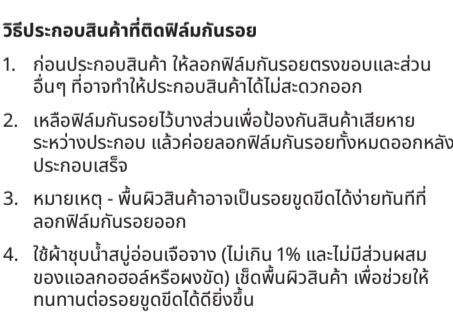 วิธีประกอบสินค้าที่ติดฟิล์มกันรอย
1. ก่อนประกอบสินค้า ให้ลอกฟิล์มกันรอยตรงขอบและส่วน
อื่นๆ ที่อาจทำให้ประกอบสินค้าได้ไม่สะดวกออก
2. เหลือฟิล์มกันรอยไว้บางส่วนเพื่อป้องกันสินค้าเสียหาย
ระหว่างประกอบ แล้วค่อยลอกฟิล์มกันรอยทั้งหมดออกหลัง
ประกอบเสร็จ
3. หมายเหตุ - พื้นผิวสินค้าอาจเป็นรอยขูดขีดได้ง่ายทันทีที่
ลอกฟิล์มกันรอยออก
4. ใช้ผ้าชุบน้ำสบู่อ่อนเจือจาง (ไม่เกิน 1% และไม่มีส่วนผสม
ของแอลกอฮอล์หรือผงขัด) เช็ดพื้นผิวสินค้า เพื่อช่วยให้
ทนทานต่อรอยขูดขีดได้ดียิ่งขึ้น